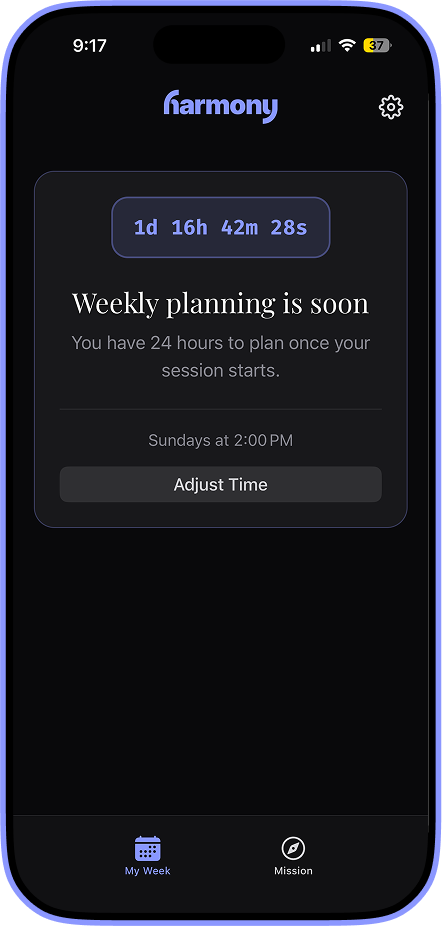 9:17
37
harmony
1d 16h 42m 28s
Weekly planning is soon
You have 24 hours to plan once your
session starts.
Sundays at 2:00 PM
Adjust Time
My Week
Mission